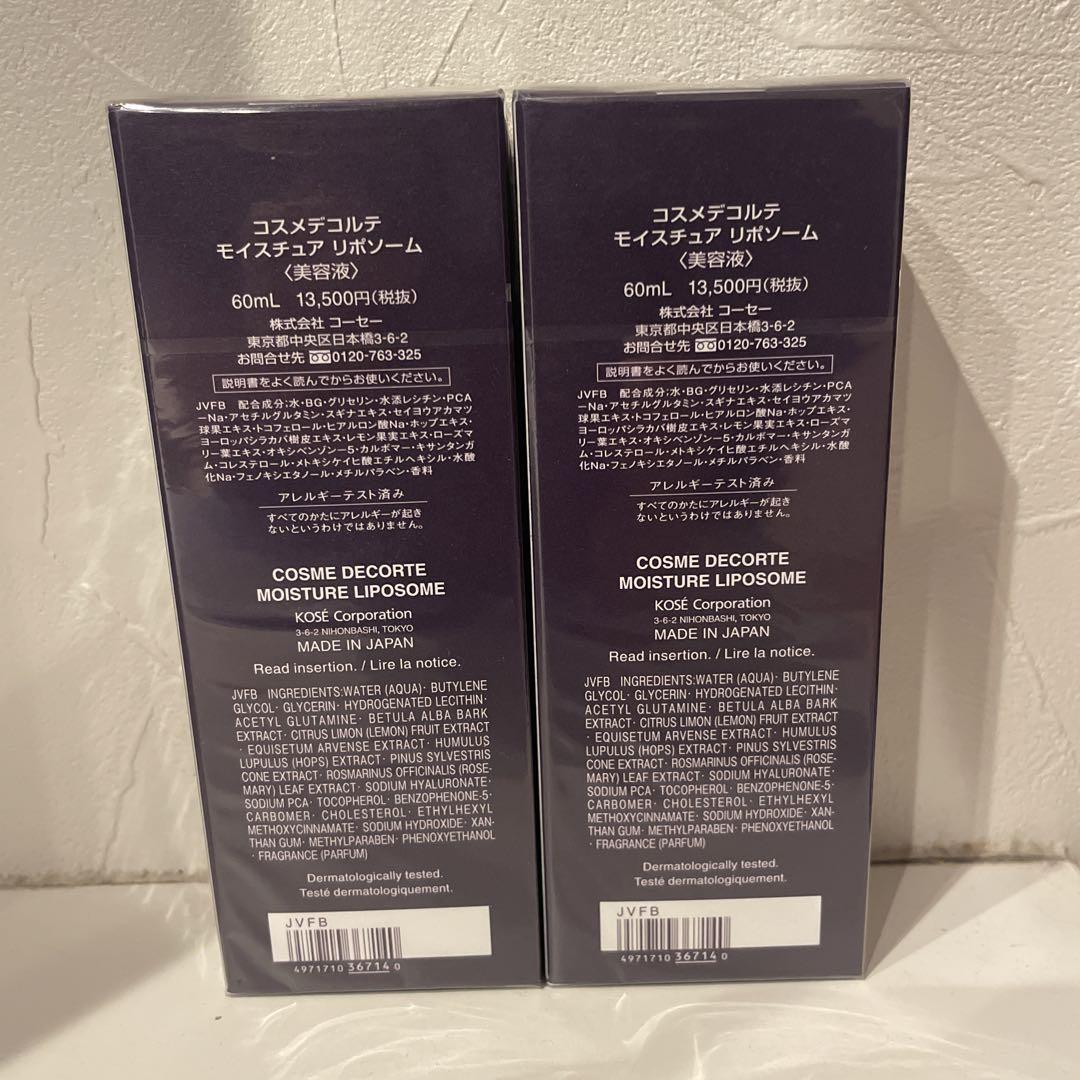 コスメデコルテ
モイスチュア リポソーム
〈美容液〉
60mL 13,500円(税抜)
株式会社 コーセー
東京都中央区日本橋3-6-2
お問合せ先 0120-763-325
説明書をよく読んでからお使いください。
JVFB 配合成分;水・BG・グリセリン・水添レシチン・PCA
ーNa・アセチルグルタミン・スギナエキス・セイヨウアカマツ
球果エキス・トコフェロール・ヒアルロン酸Na・ホップエキス・
ヨーロッパシラカバ樹皮エキス・レモン果実エキス・ローズマ
リー葉エキス・オキシベンゾン－5・カルボマー・キサンタンガ
ム・コレステロール・メトキシケイヒ酸エチルヘキシル・水酸
化Na・フェノキシエタノール・メチルパラベン・香料
アレルギーテスト済み
すべてのかたにアレルギーが起き
ないというわけではありません。
COSME DECORTE
MOISTURE LIPOSOME
KOSÉ Corporation
3-6-2 NIHONBASHI, TOKYO
MADE IN JAPAN
Read insertion. / Lire la notice.
JVFB INGREDIENTS:WATER (AQUA)· BUTYLENE
GLYCOL· GLYCERIN· HYDROGENATED LECITHIN·
ACETYL GLUTAMINE· BETULA ALBA BARK
EXTRACT· CITRUS LIMON (LEMON) FRUIT EXTRACT
· EQUISETUM ARVENSE EXTRACT· HUMULUS
LUPULUS (HOPS) EXTRACT· PINUS SYLVESTRIS
CONE EXTRACT· ROSMARINUS OFFICINALIS (ROSE-
MARY) LEAF EXTRACT· SODIUM HYALURONATE·
SODIUM PCA· TOCOPHEROL· BENZOPHENONE-5·
CARBOMER· CHOLESTEROL· ETHYLHEXYL
METHOXYCINNAMATE· SODIUM HYDROXIDE· XAN-
THAN GUM· METHYLPARABEN· PHENOXYETHANOL
· FRAGRANCE (PARFUM)
Dermatologically tested.
Testé dermatologiquement.
JVFB
4971710 36714 0
コスメデコルテ
モイスチュア リポソーム
〈美容液〉
60mL 13,500円(税抜)
株式会社 コーセー
東京都中央区日本橋3-6-2
お問合せ先 0120-763-325
説明書をよく読んでからお使いください。
JVFB 配合成分;水・BG・グリセリン・水添レシチン・PCA
ーNa・アセチルグルタミン・スギナエキス・セイヨウアカマツ
球果エキス・トコフェロール・ヒアルロン酸Na・ホップエキス・
ヨーロッパシラカバ樹皮エキス・レモン果実エキス・ローズマ
リー葉エキス・オキシベンゾン－5・カルボマー・キサンタンガ
ム・コレステロール・メトキシケイヒ酸エチルヘキシル・水酸
化Na・フェノキシエタノール・メチルパラベン・香料
アレルギーテスト済み
すべてのかたにアレルギーが起き
ないというわけではありません。
COSME DECORTE
MOISTURE LIPOSOME
KOSÉ Corporation
3-6-2 NIHONBASHI, TOKYO
MADE IN JAPAN
Read insertion. / Lire la notice.
JVFB INGREDIENTS:WATER (AQUA)· BUTYLENE
GLYCOL· GLYCERIN· HYDROGENATED LECITHIN·
ACETYL GLUTAMINE· BETULA ALBA BARK
EXTRACT· CITRUS LIMON (LEMON) FRUIT EXTRACT
· EQUISETUM ARVENSE EXTRACT· HUMULUS
LUPULUS (HOPS) EXTRACT· PINUS SYLVESTRIS
CONE EXTRACT· ROSMARINUS OFFICINALIS (ROSE-
MARY) LEAF EXTRACT· SODIUM HYALURONATE·
SODIUM PCA· TOCOPHEROL· BENZOPHENONE-5·
CARBOMER· CHOLESTEROL· ETHYLHEXYL
METHOXYCINNAMATE· SODIUM HYDROXIDE· XAN-
THAN GUM· METHYLPARABEN· PHENOXYETHANOL
· FRAGRANCE (PARFUM)
Dermatologically tested.
Testé dermatologiquement.
JVFB
4971710 36714 0